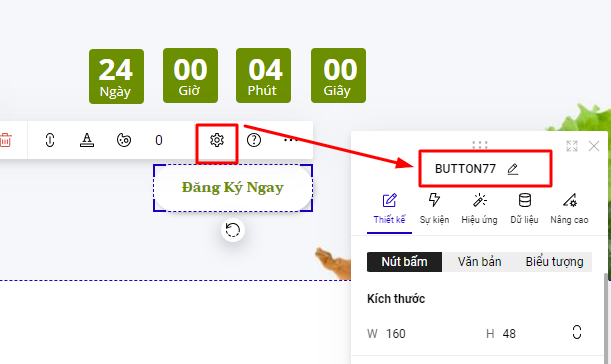 24 00 04 00
Ngày Giờ Phút Giây
0
BUTTON77
Đăng Ký Ngay
Thiết kế Sự kiện Hiệu ứng Dữ liệu Nâng cao
Nút bấm Văn bản Biểu tượng
Kích thước
W 160 H 48